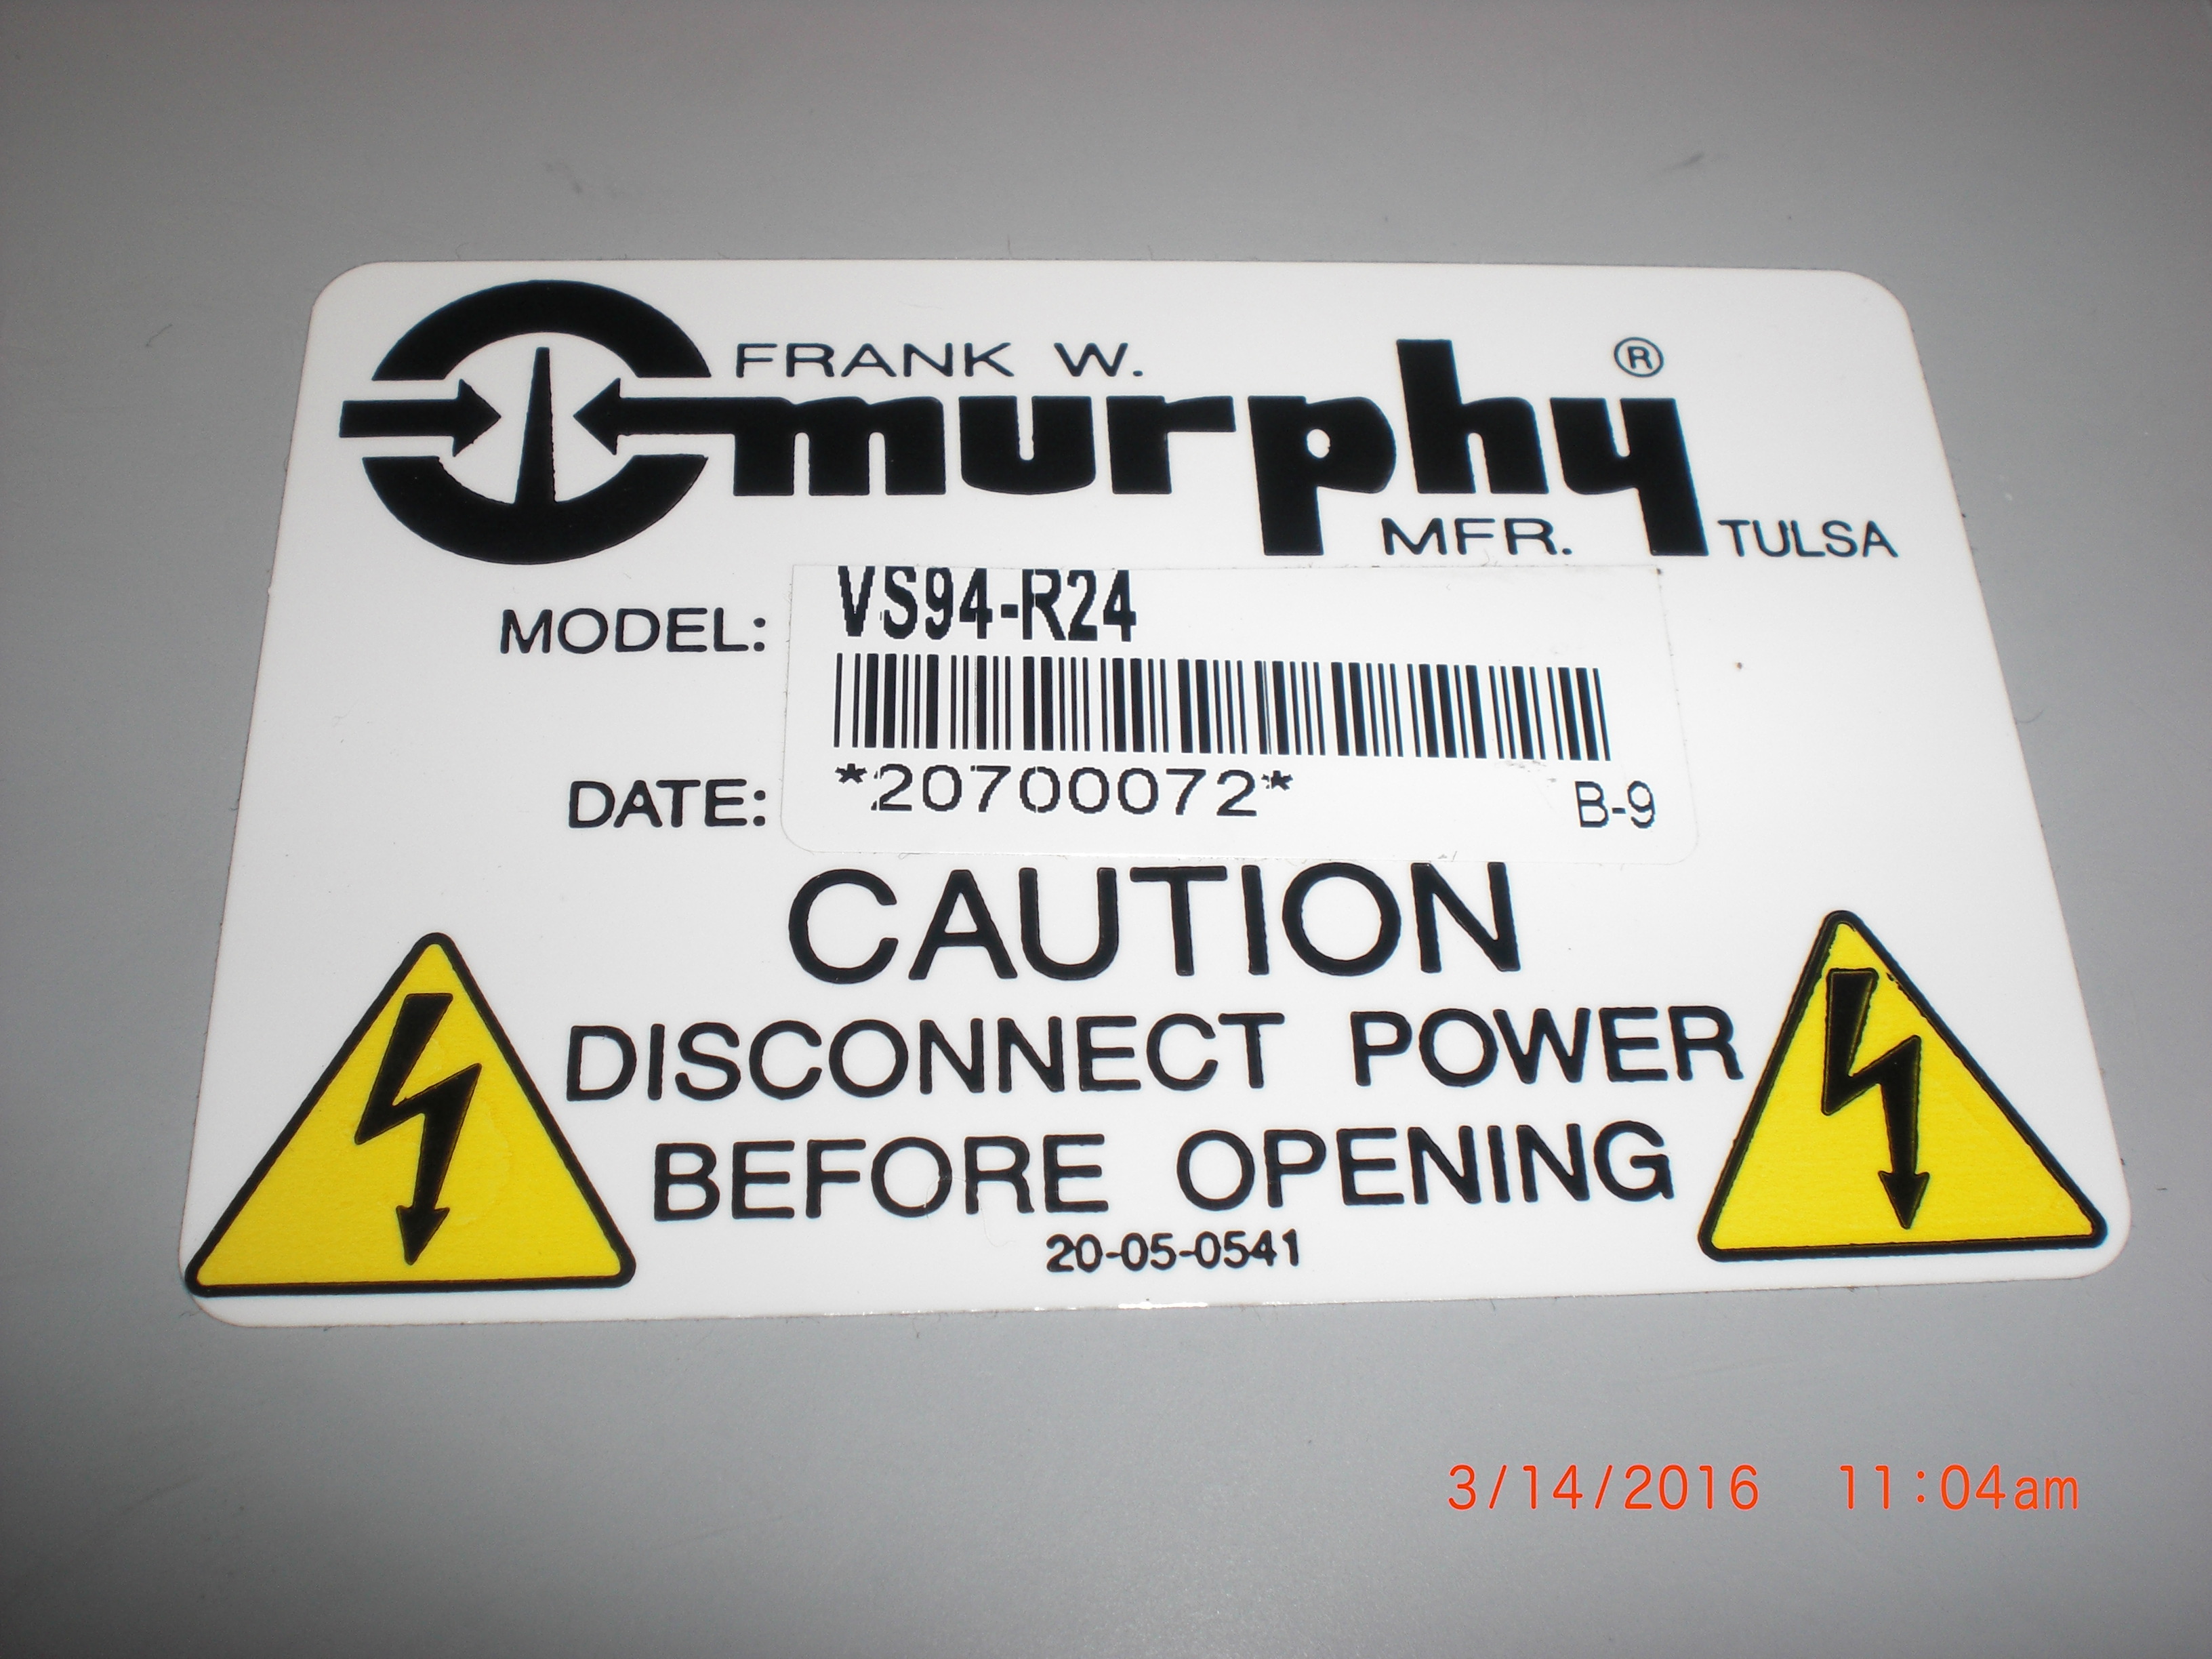 FRANK W.
murphy ®
MFR. TULSA
MODEL: VS94-R24
DATE: *20700072* B-9
CAUTION
DISCONNECT POWER
BEFORE OPENING
20-05-0541
3/14/2016 11:04am